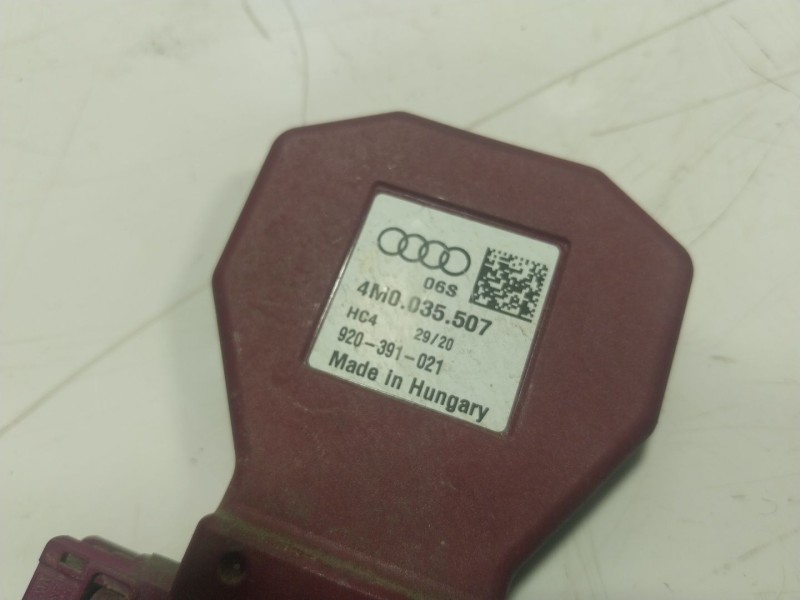 06S
4M0.035.507
HC4 29/20
920-391-021
Made in Hungary